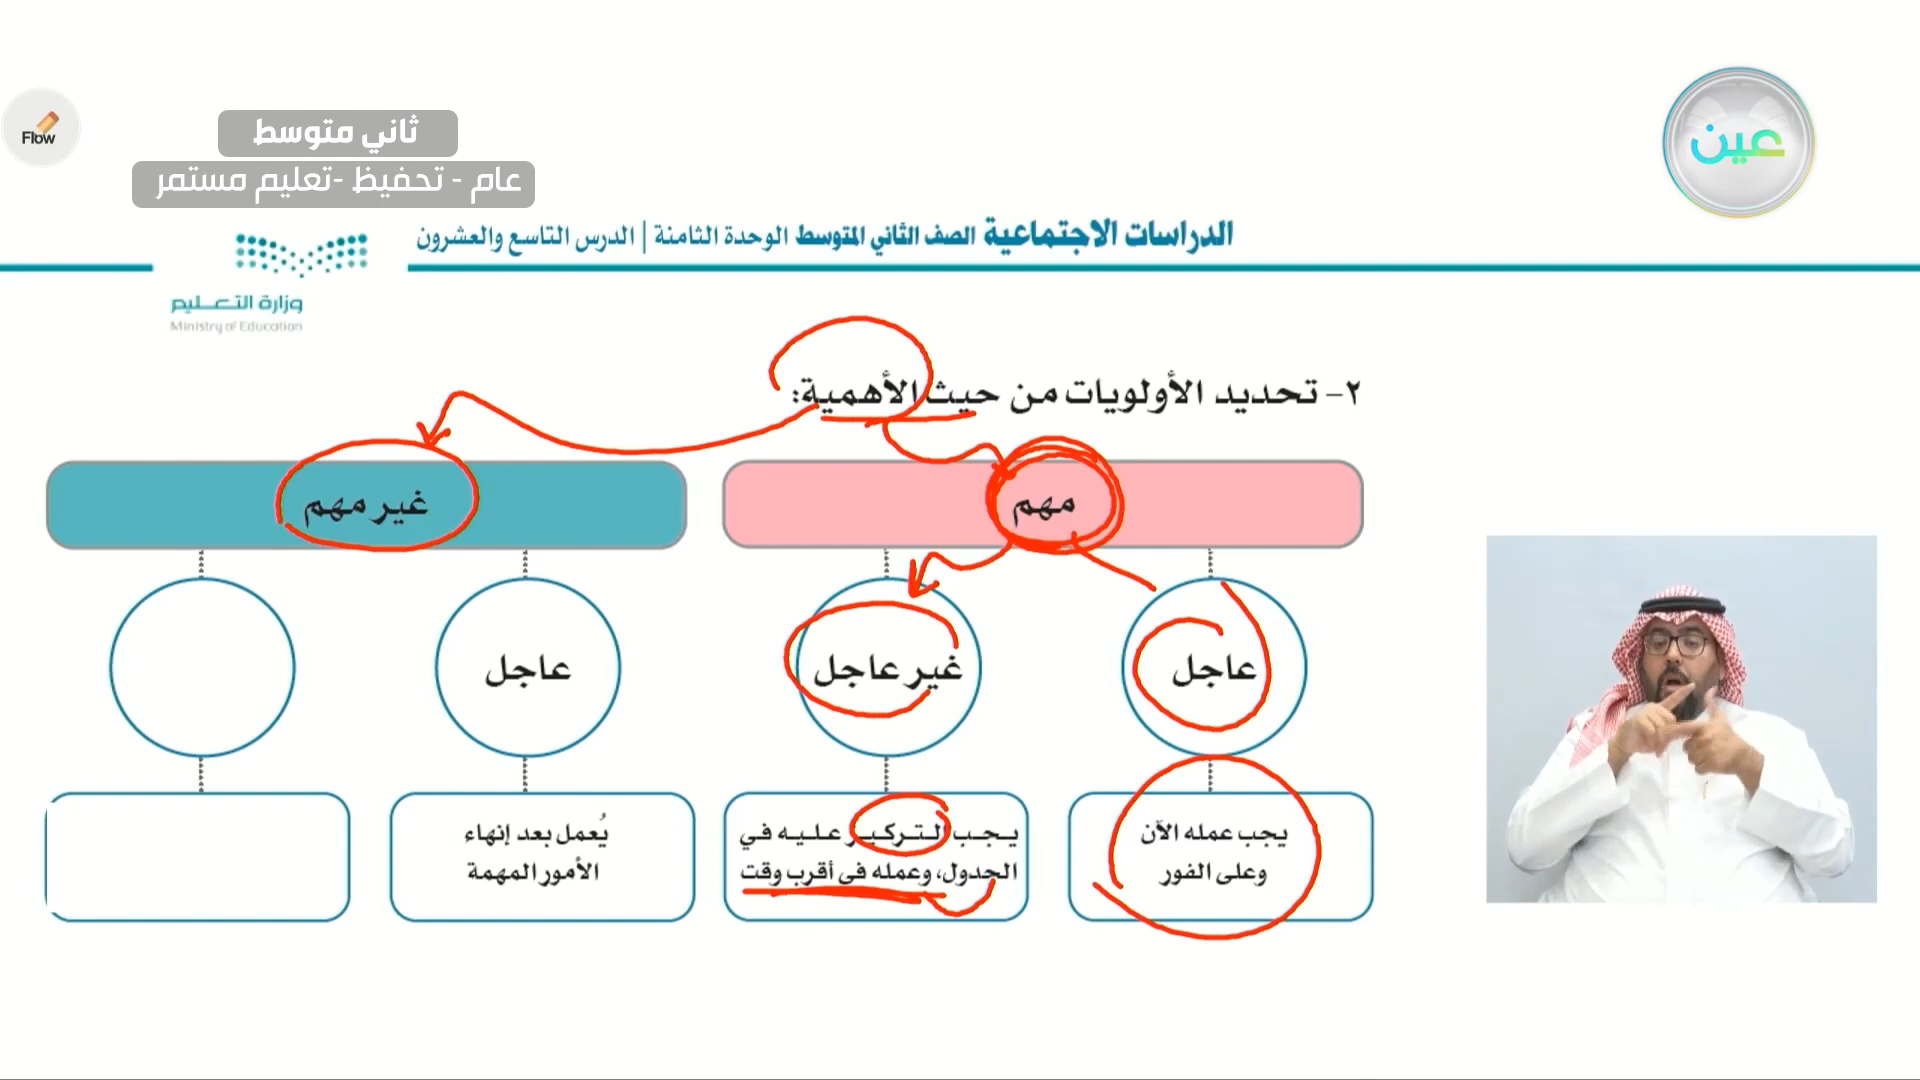 عين
Flow
ثاني متوسط
عام - تحفيظ -تعليم مستمر
الدراسات الاجتماعية الصف الثاني المتوسط الوحدة الثامنة | الدرس التاسع والعشرون
وزارة التعليم
Ministry of Education
٢- تحديد الأولويات من حيث الأهمية:
مهم
غير مهم
عاجل
غير عاجل
عاجل
يجب عمله الآن
وعلى الفور
يجب التركيز عليه في
الجدول، وعمله في أقرب وقت
يُعمل بعد إنهاء
الأمور المهمة